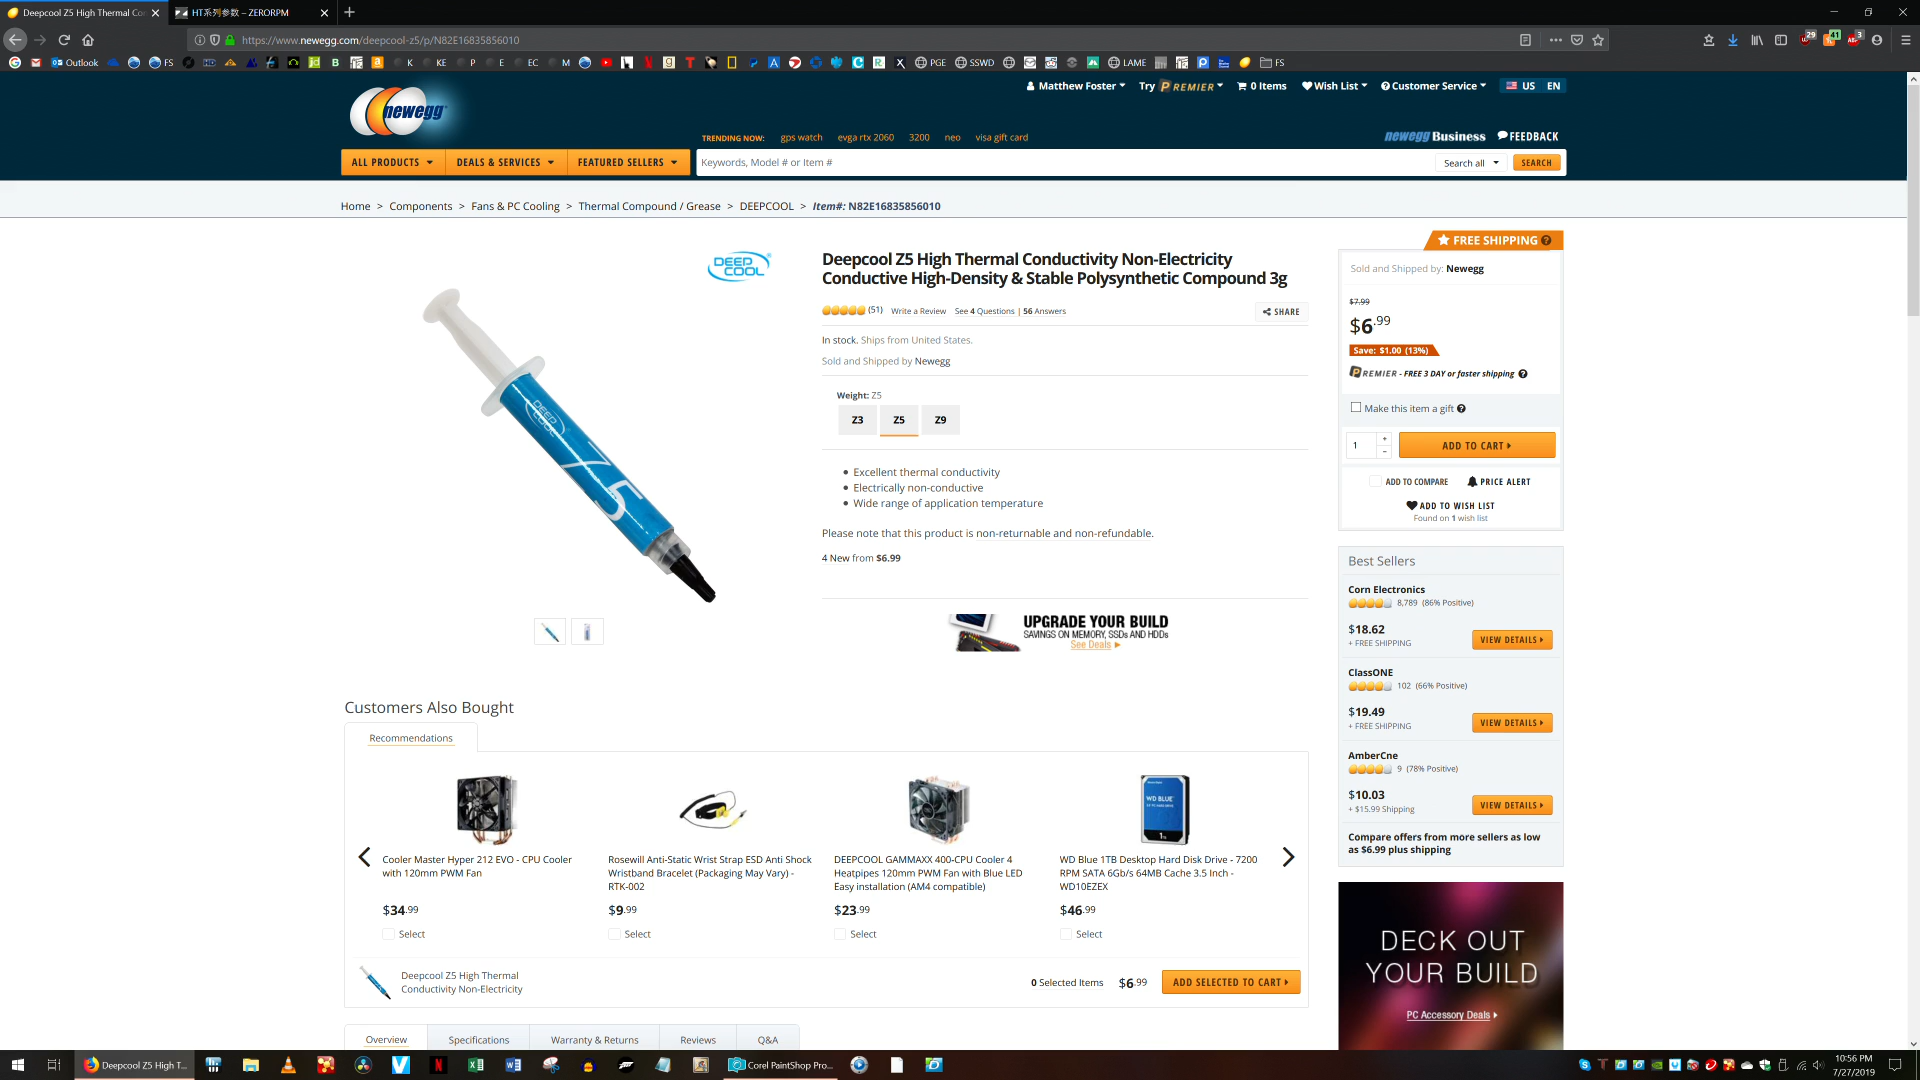 Deepcool Z5 High Thermal Co
HT系列参数 – ZERORPM
https://www.newegg.com/deepcool-z5/p/N82E16835856010
29
41
3
Outlook
FS
K
KE
P
E
EC
M
PGE
SSWD
LAME
FS
newegg
Matthew Foster
Try PREMIER
0 Items
Wish List
Customer Service
US EN
TRENDING NOW: gps watch evga rtx 2060 3200 neo visa gift card
newegg Business
FEEDBACK
ALL PRODUCTS
DEALS & SERVICES
FEATURED SELLERS
Keywords, Model # or Item #
Search all
SEARCH
Home > Components > Fans & PC Cooling > Thermal Compound / Grease > DEEPCOOL > Item#: N82E16835856010
DEEP
COOL
DEEP
COOL
Z5
Deepcool Z5 High Thermal Conductivity Non-Electricity
Conductive High-Density & Stable Polysynthetic Compound 3g
(51) Write a Review See 4 Questions | 56 Answers
SHARE
In stock. Ships from United States.
Sold and Shipped by Newegg
Weight: Z5
Z3
Z5
Z9
Excellent thermal conductivity
Electrically non-conductive
Wide range of application temperature
Please note that this product is non-returnable and non-refundable.
4 New from $6.99
UPGRADE YOUR BUILD
SAVINGS ON MEMORY, SSDs AND HDDs
See Deals
FREE SHIPPING
Sold and Shipped by: Newegg
$7.99
$6.99
Save: $1.00 (13%)
PREMIER - FREE 3 DAY or faster shipping
Make this item a gift
1
ADD TO CART
ADD TO COMPARE
PRICE ALERT
ADD TO WISH LIST
Found on 1 wish list
Best Sellers
Corn Electronics
8,789 (86% Positive)
$18.62
+ FREE SHIPPING
VIEW DETAILS
ClassONE
102 (66% Positive)
$19.49
+ FREE SHIPPING
VIEW DETAILS
AmberCne
9 (78% Positive)
$10.03
+ $15.99 Shipping
VIEW DETAILS
Compare offers from more sellers as low
as $6.99 plus shipping
DECK OUT
YOUR BUILD
PC Accessory Deals
Customers Also Bought
Recommendations
Cooler Master Hyper 212 EVO - CPU Cooler
with 120mm PWM Fan
$34.99
Select
Rosewill Anti-Static Wrist Strap ESD Anti Shock
Wristband Bracelet (Packaging May Vary) -
RTK-002
$9.99
Select
DEEPCOOL GAMMAXX 400-CPU Cooler 4
Heatpipes 120mm PWM Fan with Blue LED
Easy installation (AM4 compatible)
$23.99
Select
WD BLUE
WD Blue 1TB Desktop Hard Disk Drive - 7200
RPM SATA 6Gb/s 64MB Cache 3.5 Inch -
WD10EZEX
$46.99
Select
Deepcool Z5 High Thermal
Conductivity Non-Electricity
0 Selected Items
$6.99
ADD SELECTED TO CART
Overview
Specifications
Warranty & Returns
Reviews
Q&A
Deepcool Z5 High T...
Corel PaintShop Pro...
10:56 PM
7/27/2019